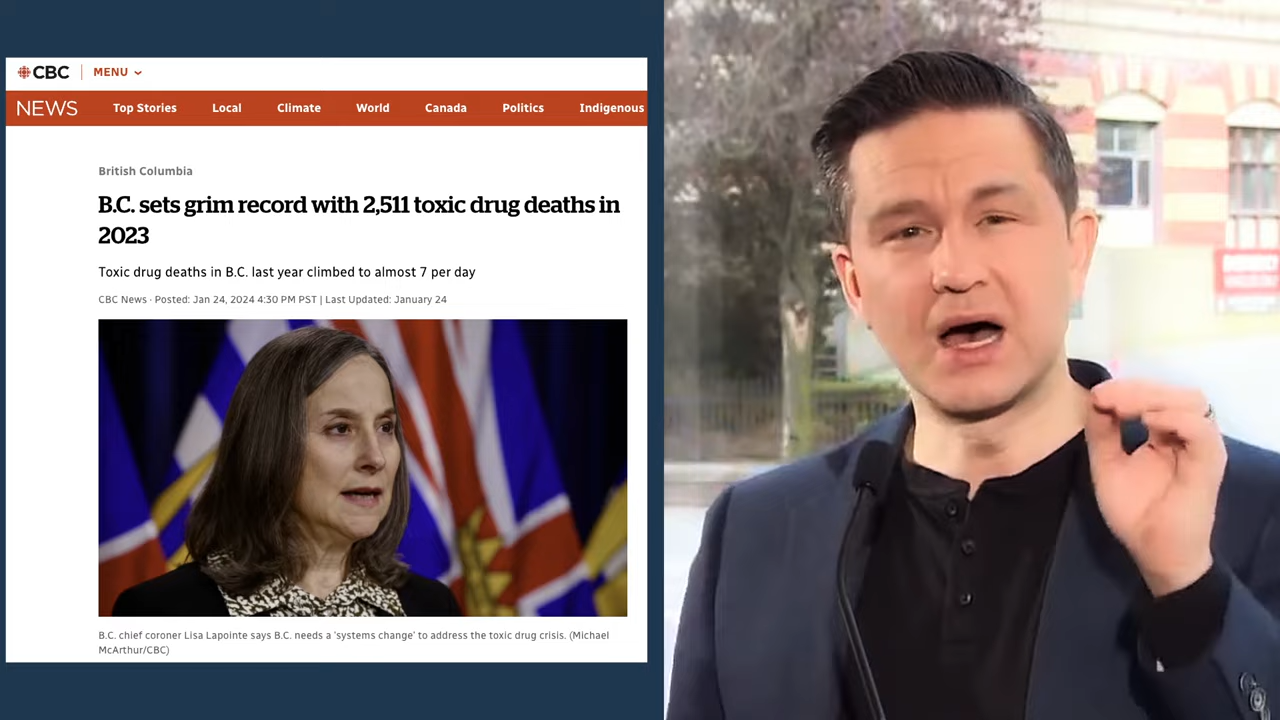 CBC MENU
NEWS Top Stories Local Climate World Canada Politics Indigenous
British Columbia
B.C. sets grim record with 2,511 toxic drug deaths in
2023
Toxic drug deaths in B.C. last year climbed to almost 7 per day
CBC News · Posted: Jan 24, 2024 4:30 PM PST | Last Updated: January 24
B.C. chief coroner Lisa Lapointe says B.C. needs a 'systems change' to address the toxic drug crisis. (Michael
McArthur/CBC)